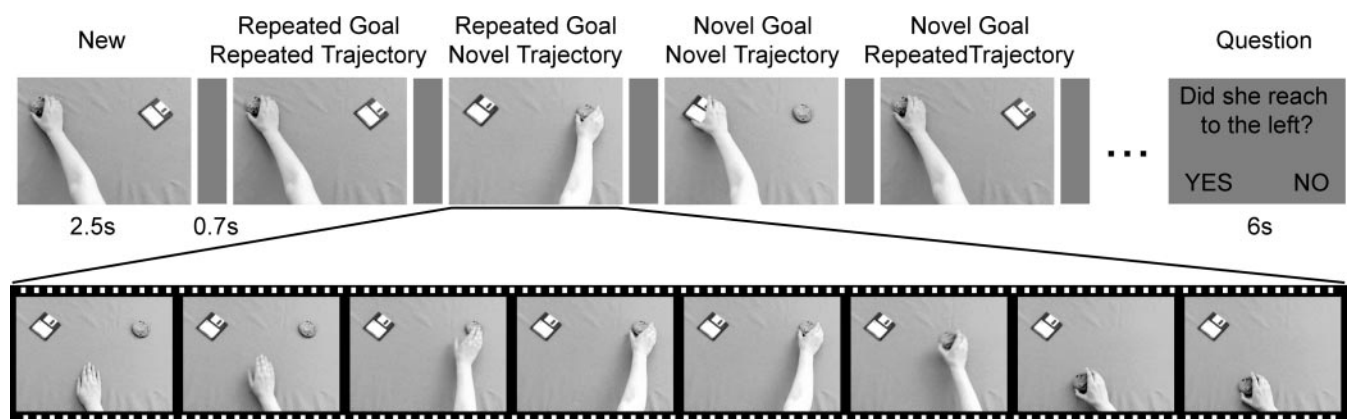 New
Repeated Goal
Repeated Trajectory
Repeated Goal
Novel Trajectory
Novel Goal
Novel Trajectory
Novel Goal
RepeatedTrajectory
Question
Did she reach
to the left?
YES NO
...
2.5s
0.7s
6s